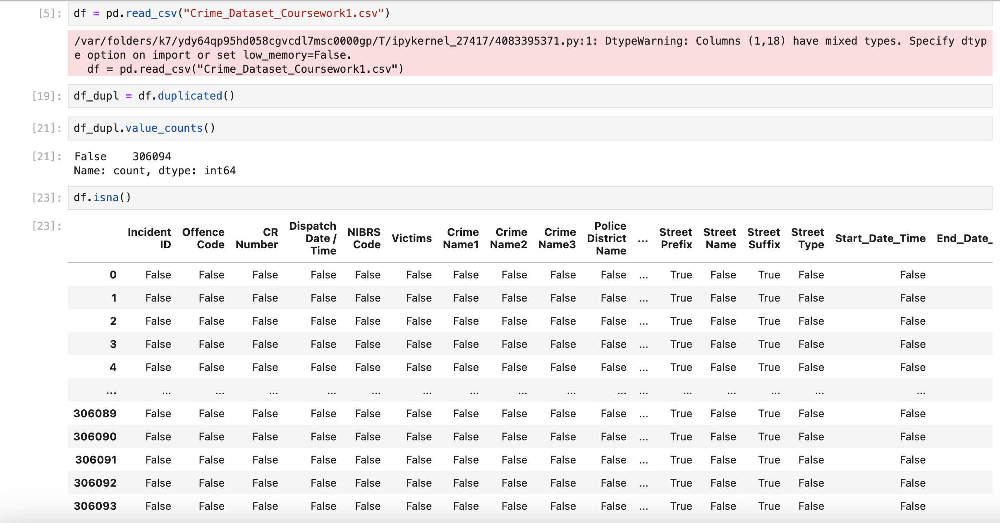 [5]: df = pd.read_csv("Crime_Dataset_Coursework1.csv")
/var/folders/k7/ydy64qp95hd058cgvcdl7msc0000gp/T/ipykernel_27417/4083395371.py:1: DtypeWarning: Columns (1,18) have mixed types. Specify dtyp
e option on import or set low_memory=False.
  df = pd.read_csv("Crime_Dataset_Coursework1.csv")
[19]: df_dupl = df.duplicated()
[21]: df_dupl.value_counts()
[21]: False    306094
Name: count, dtype: int64
[23]: df.isna()
[23]: Incident ID Offence Code CR Number Dispatch Date / Time NIBRS Code Victims Crime Name1 Crime Name2 Crime Name3 Police District Name ... Street Prefix Street Name Street Suffix Street Type Start_Date_Time End_Date_
0 False False False False False False False False False False ... True False True False False
1 False False False False False False False False False False ... True False True False False
2 False False False False False False False False False False ... True False True False False
3 False False False False False False False False False False ... True False True False False
4 False False False False False False False False False False ... True False True False False
... ... ... ... ... ... ... ... ... ... ... ... ... ... ... ... ...
306089 False False False False False False False False False False ... True False True False False
306090 False False False False False False False False False False ... True False True False False
306091 False False False False False False False False False False ... True False True False False
306092 False False False False False False False False False False ... True False True False False
306093 False False False False False False False False False False ... True False True False False